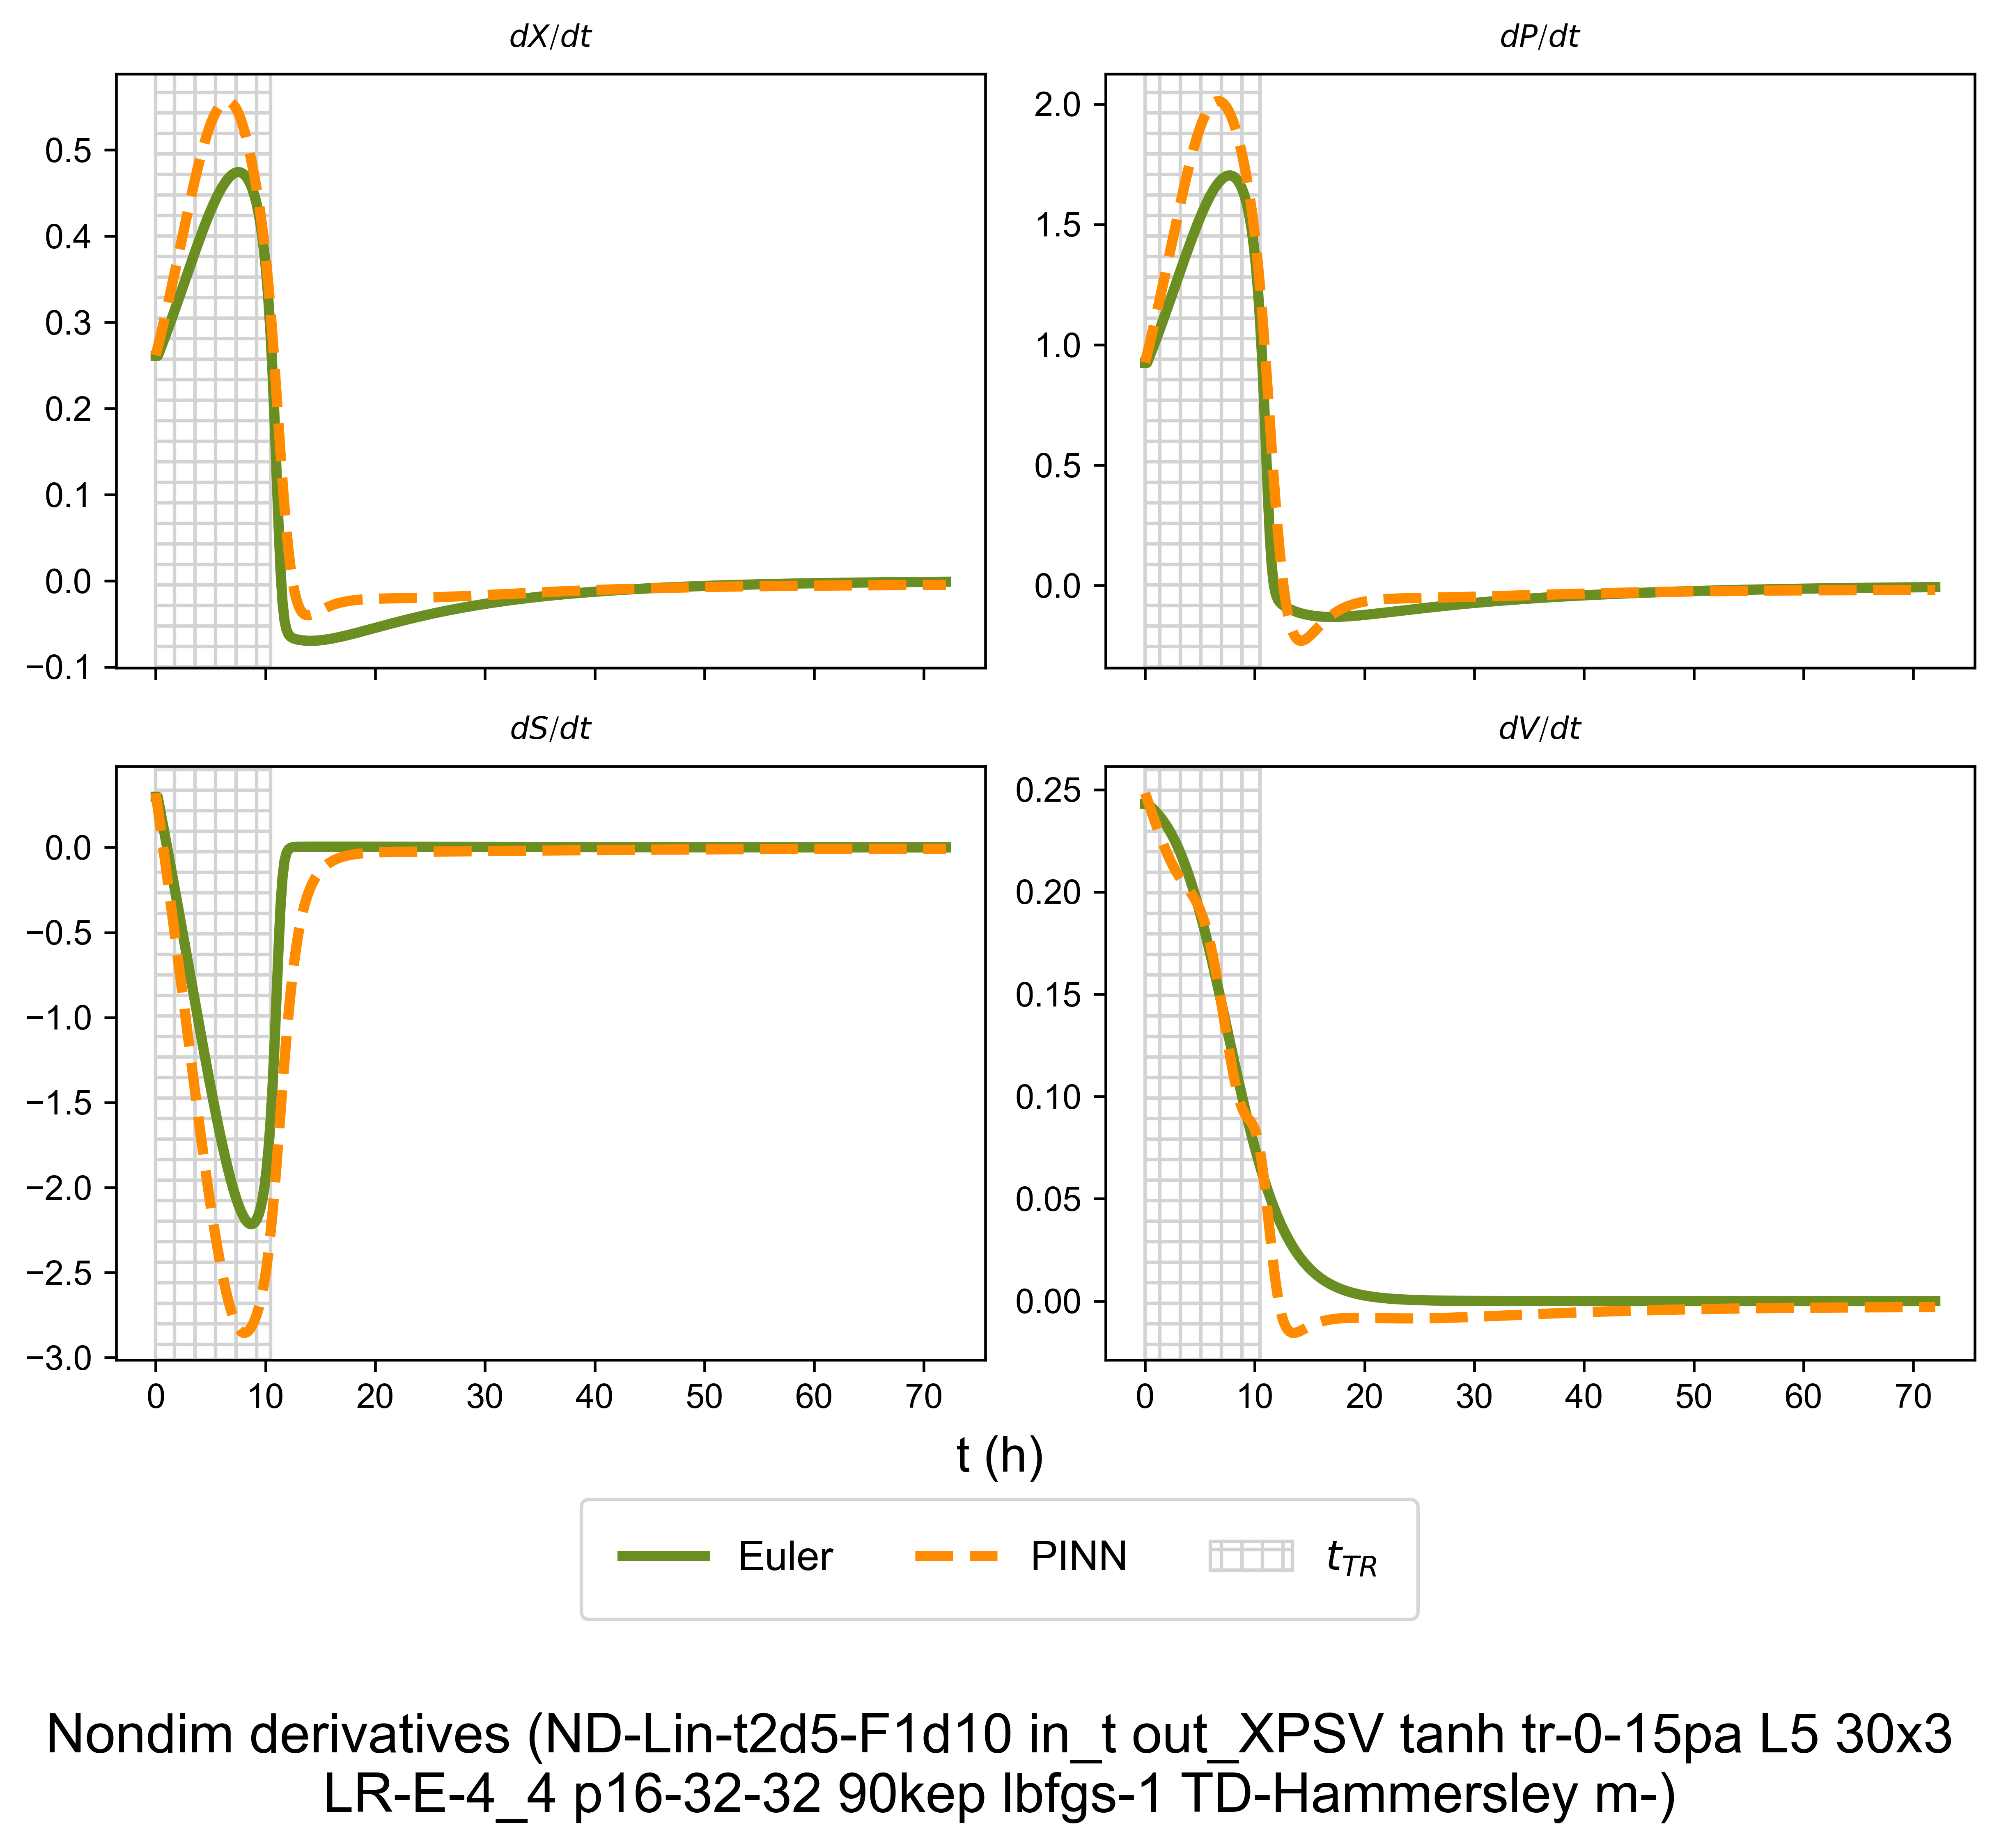 dX/dt
dP/dt
0.5
0.4
0.3
0.2
0.1
0.0
−0.1
2.0
1.5
1.0
0.5
0.0
dS/dt
dV/dt
0.0
−0.5
−1.0
−1.5
−2.0
−2.5
−3.0
0 10 20 30 40 50 60 70
0.25
0.20
0.15
0.10
0.05
0.00
0 10 20 30 40 50 60 70
t (h)
Euler PINN t_TR
Nondim derivatives (ND-Lin-t2d5-F1d10 in_t out_XPSV tanh tr-0-15pa L5 30x3
LR-E-4_4 p16-32-32 90kep lbfgs-1 TD-Hammersley m-)